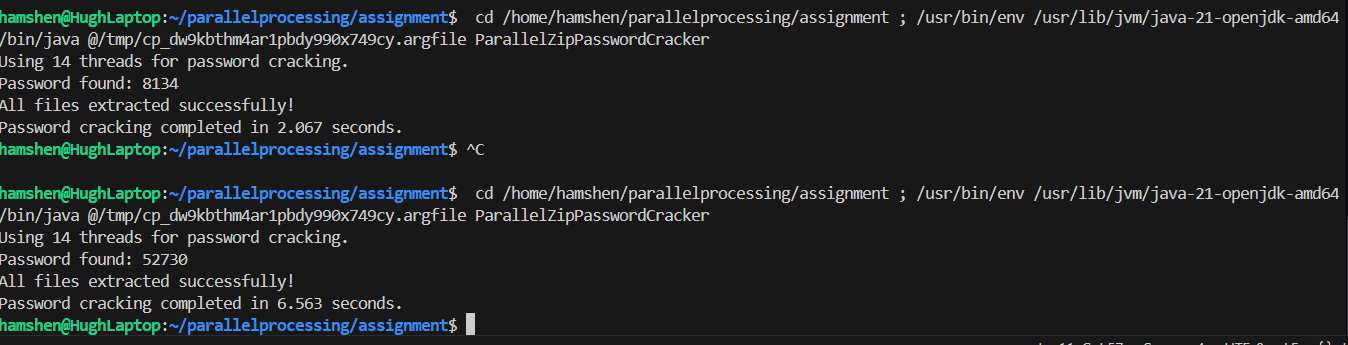 hamshen@HughLaptop:~/parallelprocessing/assignment$  cd /home/hamshen/parallelprocessing/assignment ; /usr/bin/env /usr/lib/jvm/java-21-openjdk-amd64
/bin/java @/tmp/cp_dw9kbthm4ar1pbdy990x749cy.argfile ParallelZipPasswordCracker
Using 14 threads for password cracking.
Password found: 8134
All files extracted successfully!
Password cracking completed in 2.067 seconds.
hamshen@HughLaptop:~/parallelprocessing/assignment$ ^C
hamshen@HughLaptop:~/parallelprocessing/assignment$  cd /home/hamshen/parallelprocessing/assignment ; /usr/bin/env /usr/lib/jvm/java-21-openjdk-amd64
/bin/java @/tmp/cp_dw9kbthm4ar1pbdy990x749cy.argfile ParallelZipPasswordCracker
Using 14 threads for password cracking.
Password found: 52730
All files extracted successfully!
Password cracking completed in 6.563 seconds.
hamshen@HughLaptop:~/parallelprocessing/assignment$